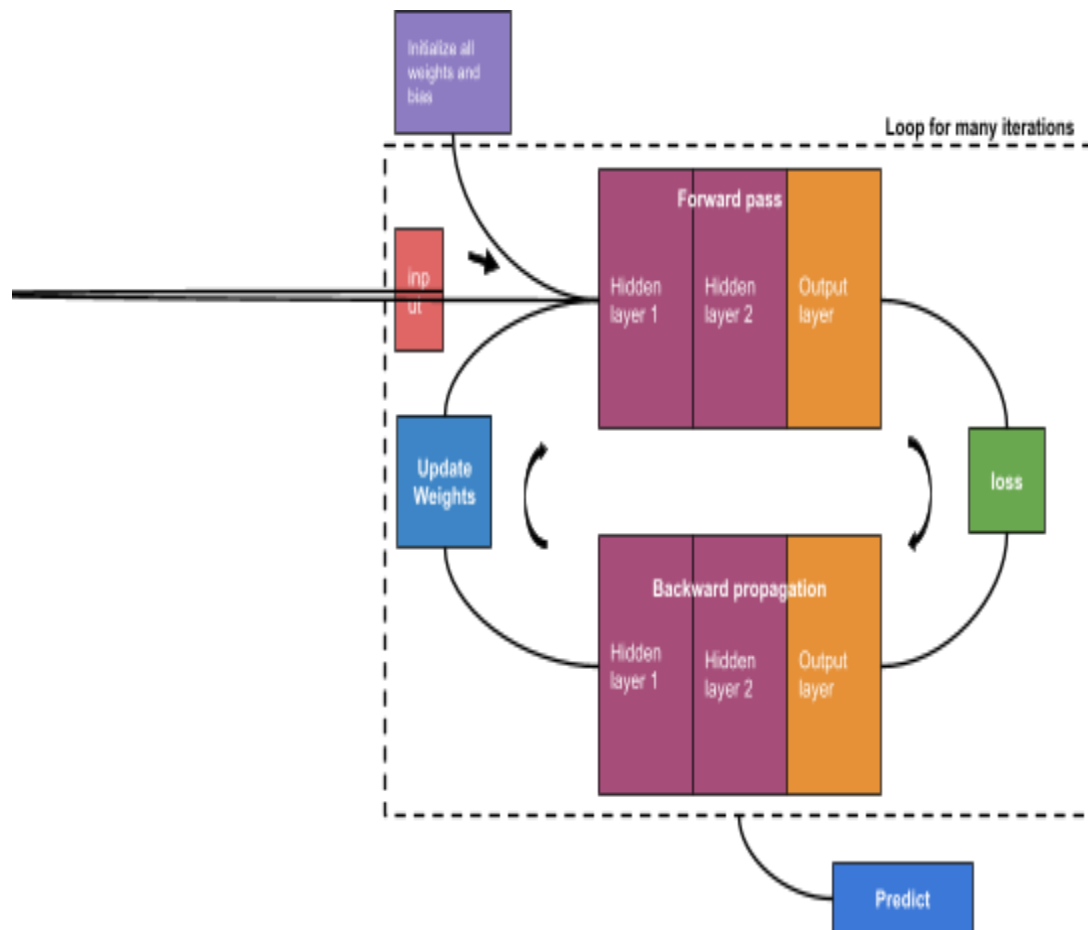 Initialize all
weights and
bias
Loop for many iterations
Forward pass
inp
ut
Hidden
layer 1
Hidden
layer 2
Output
layer
Update
Weights
loss
Backward propagation
Hidden
layer 1
Hidden
layer 2
Output
layer
Predict